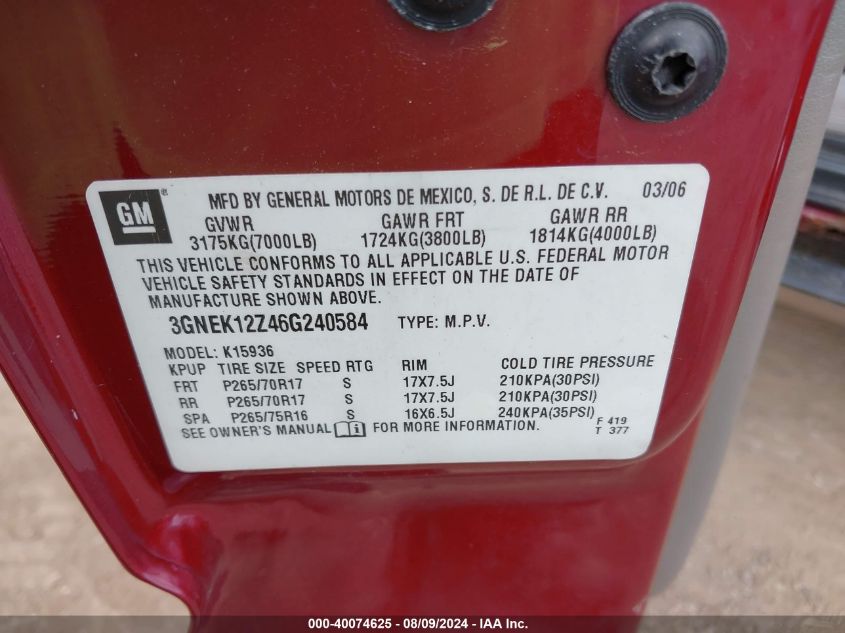 GM ®
MFD BY GENERAL MOTORS DE MEXICO, S. DE R.L. DE C.V. 03/06
GVWR GAWR FRT GAWR RR
3175KG(7000LB) 1724KG(3800LB) 1814KG(4000LB)
THIS VEHICLE CONFORMS TO ALL APPLICABLE U.S. FEDERAL MOTOR
VEHICLE SAFETY STANDARDS IN EFFECT ON THE DATE OF
MANUFACTURE SHOWN ABOVE.
3GNEK12Z46G240584 TYPE: M.P.V.
MODEL: K15936
KPUP TIRE SIZE SPEED RTG RIM COLD TIRE PRESSURE
FRT P265/70R17 S 17X7.5J 210KPA(30PSI)
RR P265/70R17 S 17X7.5J 210KPA(30PSI)
SPA P265/75R16 S 16X6.5J 240KPA(35PSI)
SEE OWNER'S MANUAL i FOR MORE INFORMATION.
F 419
T 377
000-40074625 - 08/09/2024 - IAA Inc.